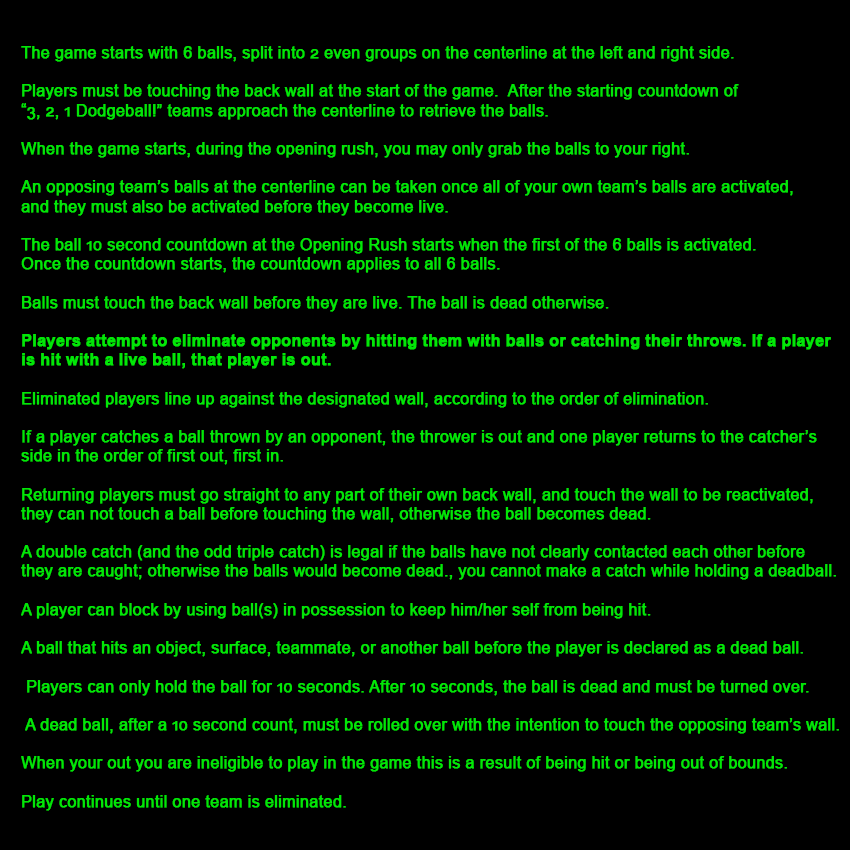 The game starts with 6 balls, split into 2 even groups on the centerline at the left and right side.
Players must be touching the back wall at the start of the game.  After the starting countdown of
“3, 2, 1 Dodgeball!” teams approach the centerline to retrieve the balls.
When the game starts, during the opening rush, you may only grab the balls to your right.
An opposing team’s balls at the centerline can be taken once all of your own team’s balls are activated,
and they must also be activated before they become live.
The ball 10 second countdown at the Opening Rush starts when the first of the 6 balls is activated.
Once the countdown starts, the countdown applies to all 6 balls.
Balls must touch the back wall before they are live. The ball is dead otherwise.
Players attempt to eliminate opponents by hitting them with balls or catching their throws. If a player
is hit with a live ball, that player is out.
Eliminated players line up against the designated wall, according to the order of elimination.
If a player catches a ball thrown by an opponent, the thrower is out and one player returns to the catcher’s
side in the order of first out, first in.
Returning players must go straight to any part of their own back wall, and touch the wall to be reactivated,
they can not touch a ball before touching the wall, otherwise the ball becomes dead.
A double catch (and the odd triple catch) is legal if the balls have not clearly contacted each other before
they are caught; otherwise the balls would become dead., you cannot make a catch while holding a deadball.
A player can block by using ball(s) in possession to keep him/her self from being hit.
A ball that hits an object, surface, teammate, or another ball before the player is declared as a dead ball.
Players can only hold the ball for 10 seconds. After 10 seconds, the ball is dead and must be turned over.
A dead ball, after a 10 second count, must be rolled over with the intention to touch the opposing team’s wall.
When your out you are ineligible to play in the game this is a result of being hit or being out of bounds.
Play continues until one team is eliminated.